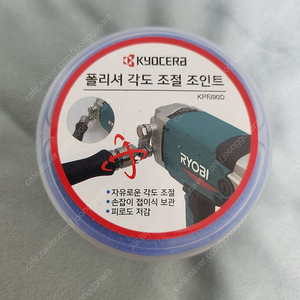 KYOCERA
폴리셔 각도 조절 조인트
KPFJ90D
RYOBI
·자유로운 각도 조절
·손잡이 접이식 보관
·피로도 저감